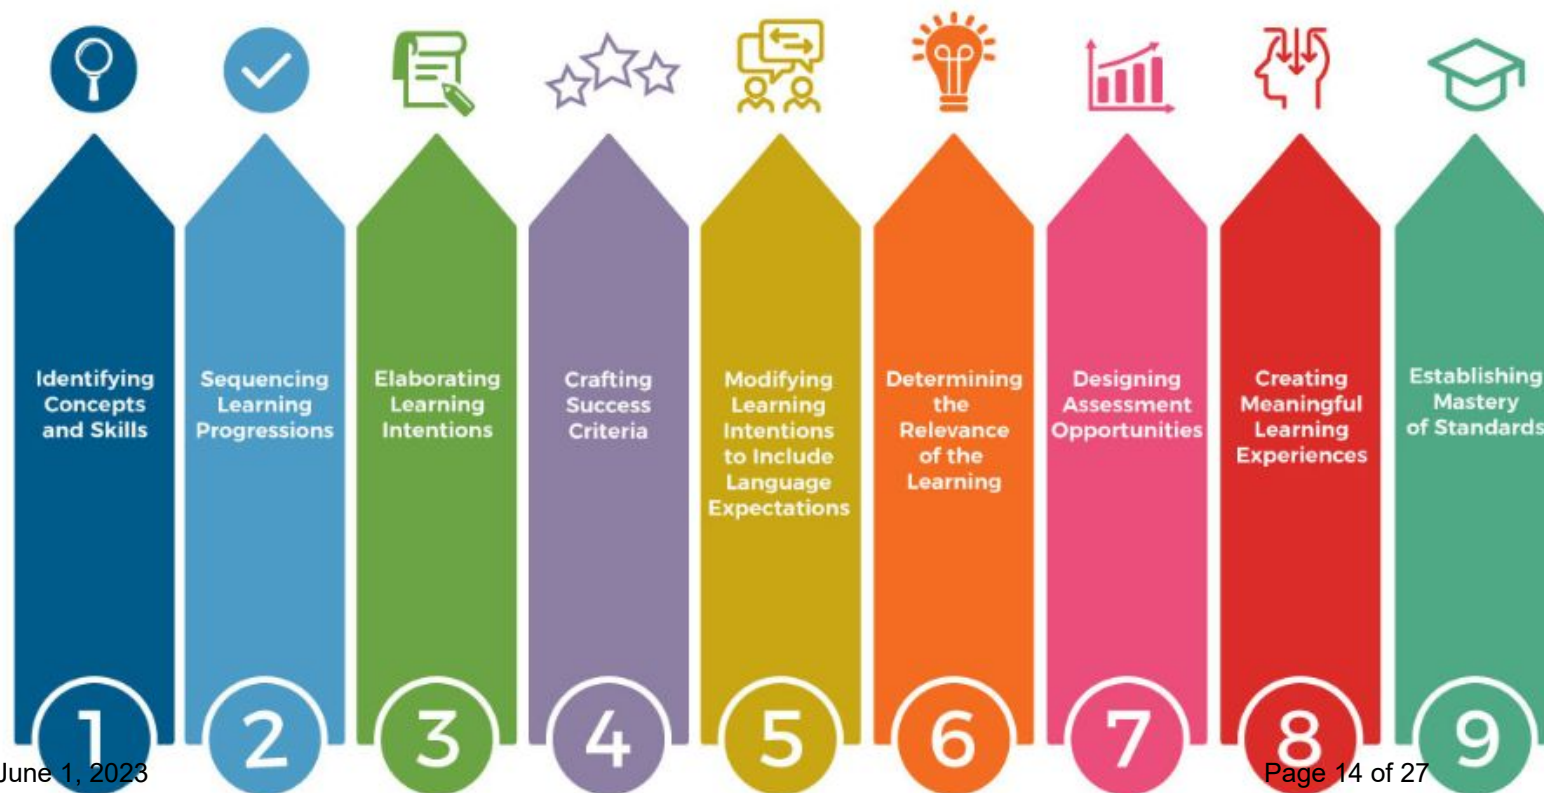 Identifying
Concepts
and Skills
Sequencing
Learning
Progressions
Elaborating
Learning
Intentions
Crafting
Success
Criteria
Modifying
Learning
Intentions
to Include
Language
Expectations
Determining
the
Relevance
of the
Learning
Designing
Assessment
Opportunities
Creating
Meaningful
Learning
Experiences
Establishing
Mastery
of Standards
1
2
3
4
5
6
7
8
9
June 1, 2023
Page 14 of 27